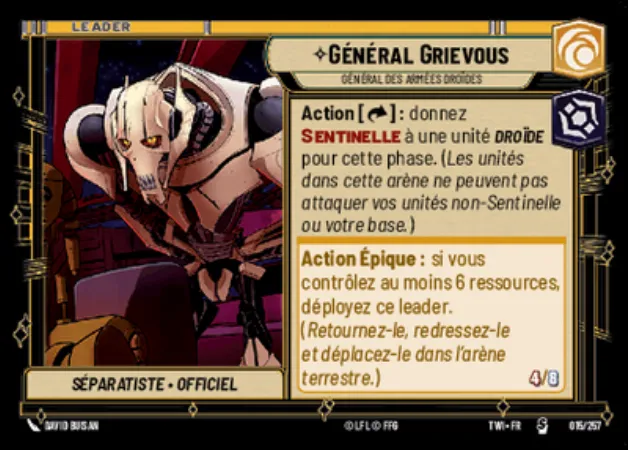 LEADER
GÉNÉRAL GRIEVOUS
GÉNÉRAL DES ARMÉES DROÏDES
Action [ ] : donnez
SENTINELLE à une unité DROÏDE
pour cette phase. (Les unités
dans cette arène ne peuvent pas
attaquer vos unités non-Sentinelle
ou votre base.)
Action Épique : si vous
contrôlez au moins 6 ressources,
déployez ce leader.
(Retournez-le, redressez-le
et déplacez-le dans l'arène
terrestre.)
4/8
SÉPARATISTE • OFFICIEL
DAVID BUISAN
© LFL © FFG
TWI • FR
S
015/257